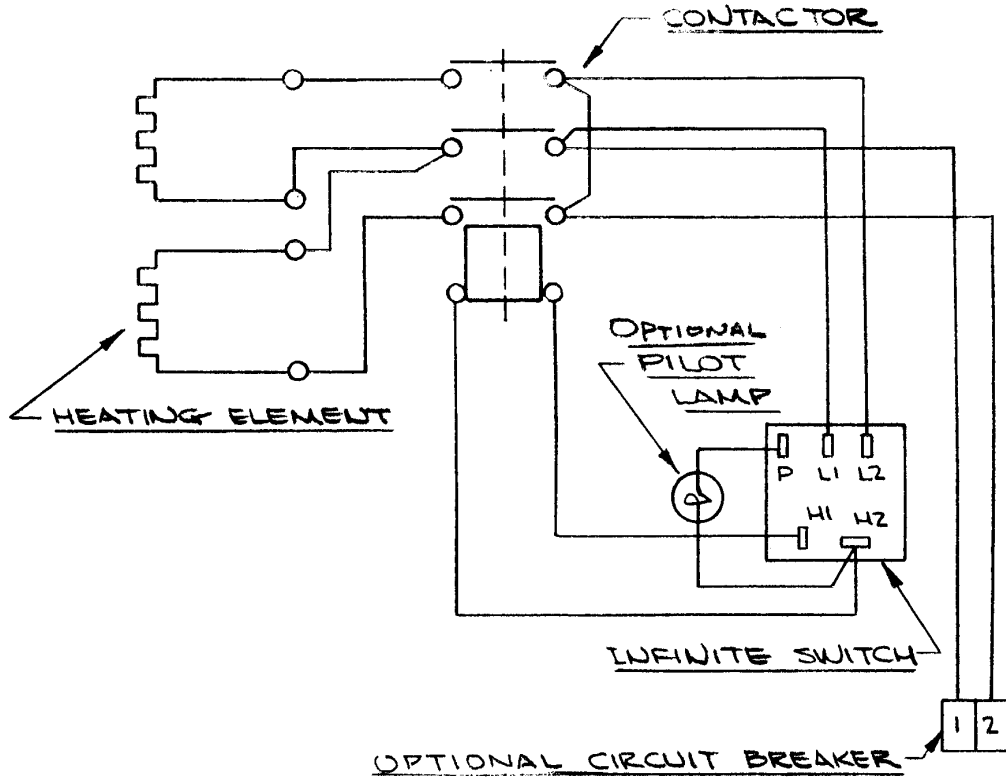 CONTACTOR
OPTIONAL
PILOT
LAMP
HEATING ELEMENT
P L1 L2
H1 H2
INFINITE SWITCH
1 2
OPTIONAL CIRCUIT BREAKER